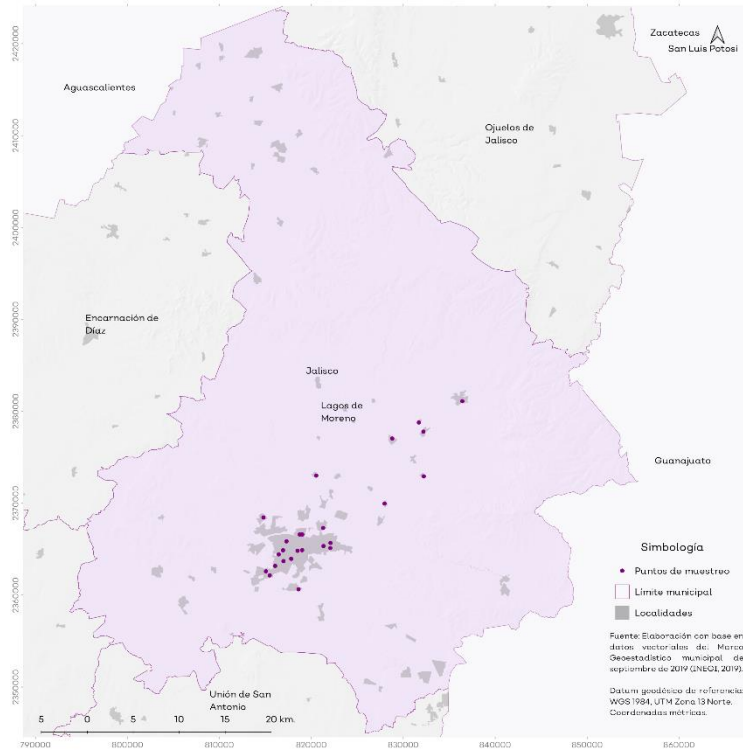 Zacatecas
San Luis Potosí
2420000
Aguascalientes
Ojuelos de
Jalisco
2410000
2400000
Encarnación de
Díaz
2390000
Jalisco
Lagos de
Moreno
2380000
Guanajuato
2370000
Simbología
Puntos de muestreo
Límite municipal
Localidades
2360000
Fuente: Elaboración con base en
datos vectoriales del Marco
Geoestadístico municipal de
septiembre de 2019 (INEGI, 2019).
Datum geodésico de referencia
WGS 1984, UTM Zona 13 Norte.
Coordenadas métricas.
2350000
Unión de San
Antonio
5 0 5 10 15 20 km.
790000 800000 810000 820000 830000 840000 850000 860000